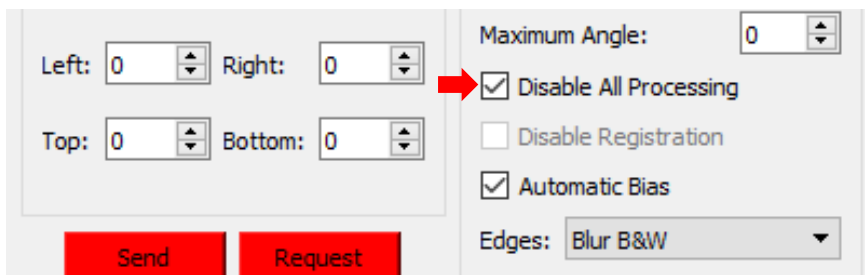 Left: 0 Right: 0
Top: 0 Bottom: 0
Send Request
Maximum Angle: 0
Disable All Processing
Disable Registration
Automatic Bias
Edges: Blur B&W